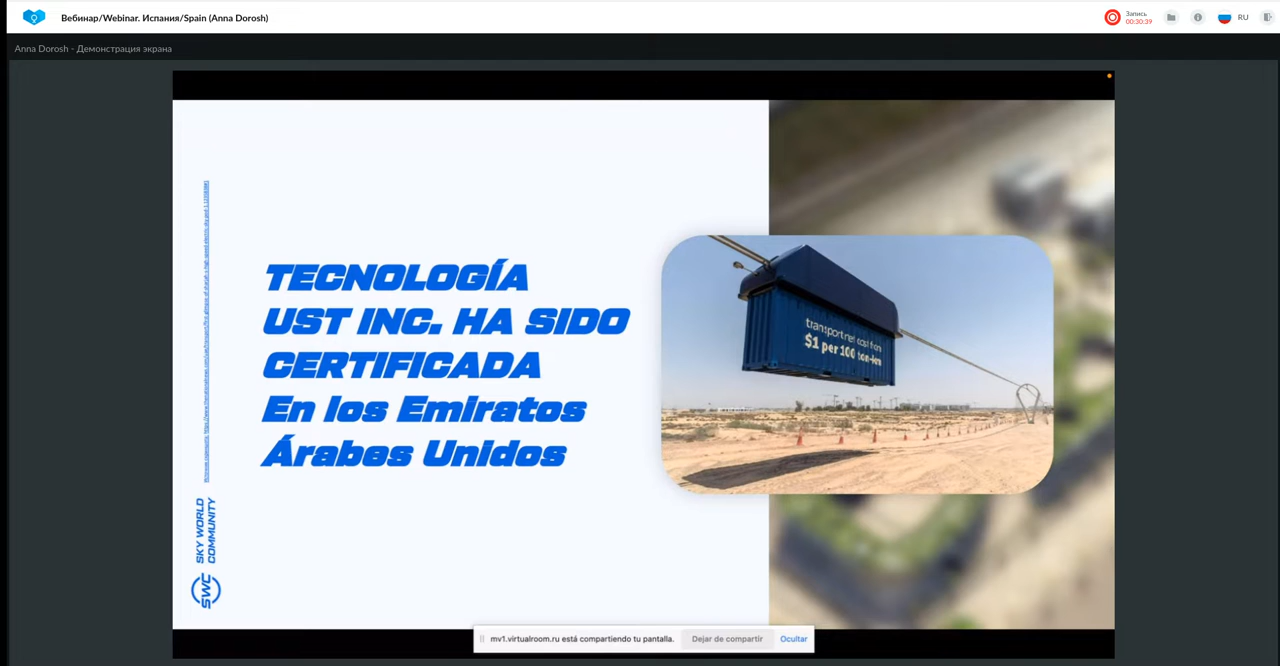 Вебинар/Webinar. Испания/Spain (Anna Dorosh)
Запись
00:30:39
RU
Anna Dorosh - Демонстрация экрана
TECNOLOGÍA
UST INC. HA SIDO
CERTIFICADA
En los Emiratos
Árabes Unidos
transport net cost from
$1 per 100 ton-km
SKY WORLD
COMMUNITY
SWC
mv1.virtualroom.ru está compartiendo tu pantalla.
Dejar de compartir
Ocultar